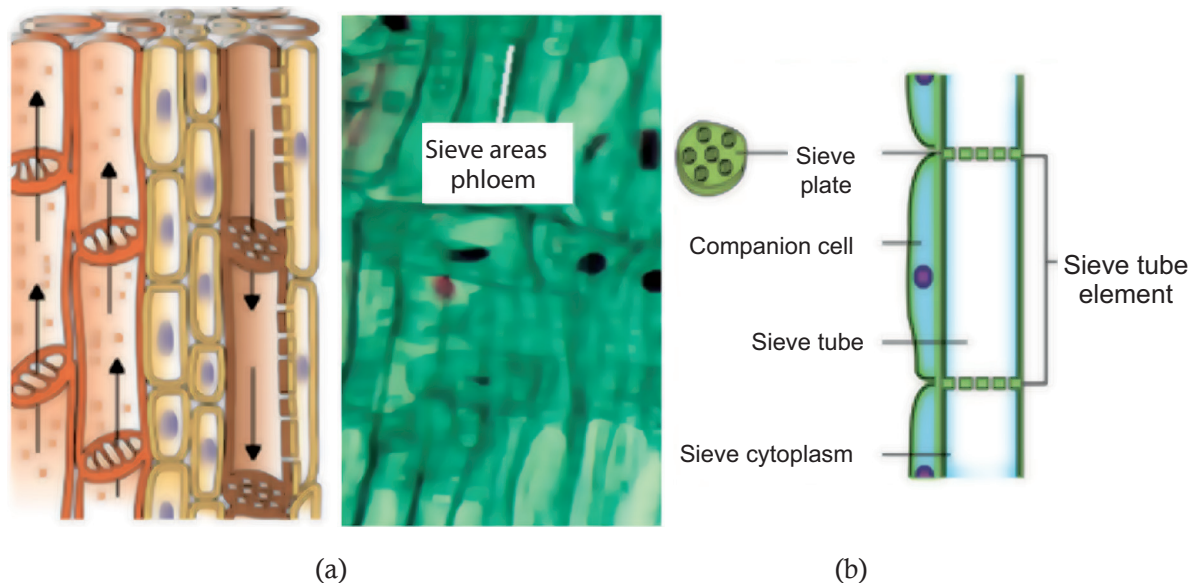 Sieve areas
phloem
Sieve
plate
Companion cell
Sieve tube
element
Sieve tube
Sieve cytoplasm
(a)
(b)